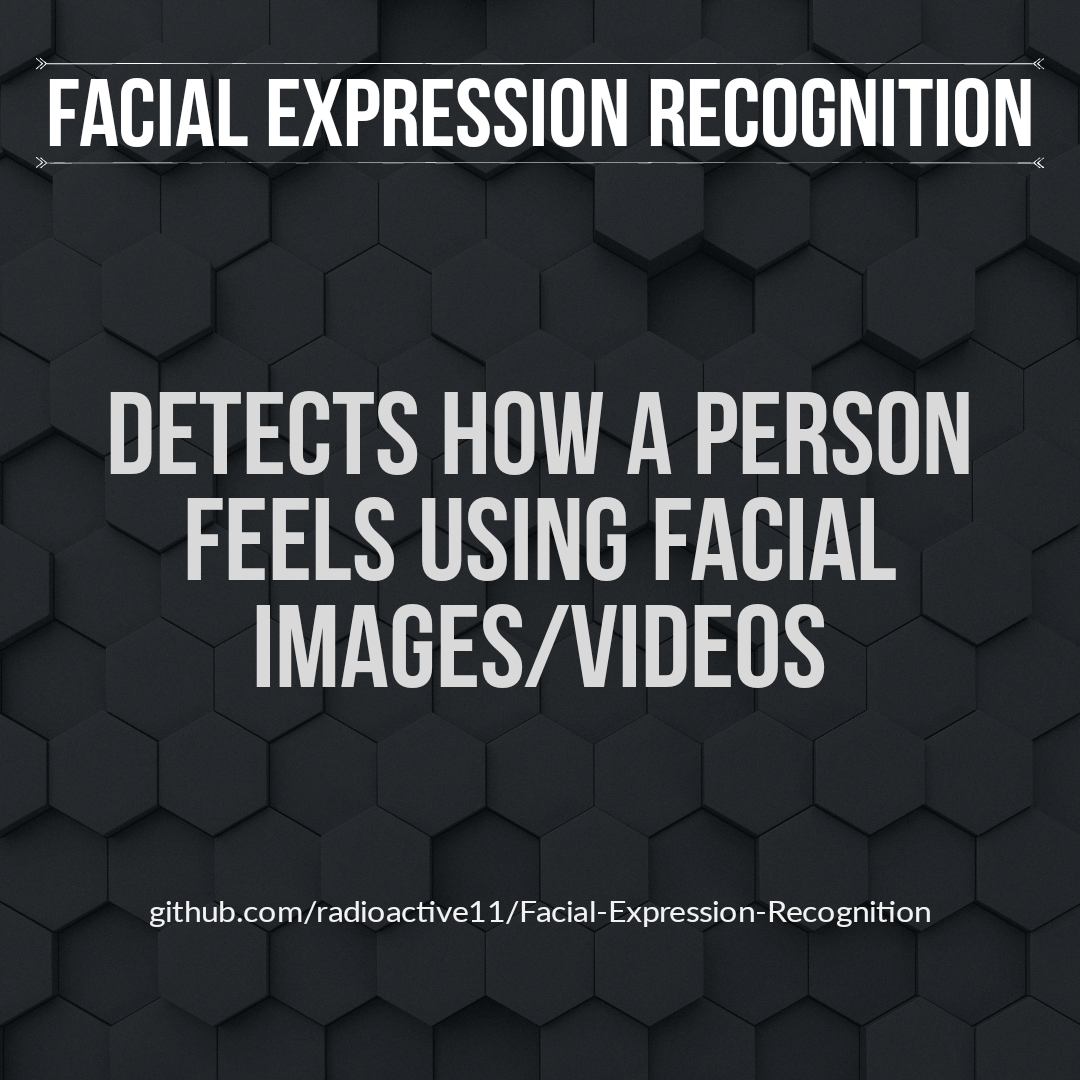 FACIAL EXPRESSION RECOGNITION
DETECTS HOW A PERSON
FEELS USING FACIAL
IMAGES/VIDEOS
github.com/radioactive11/Facial-Expression-Recognition